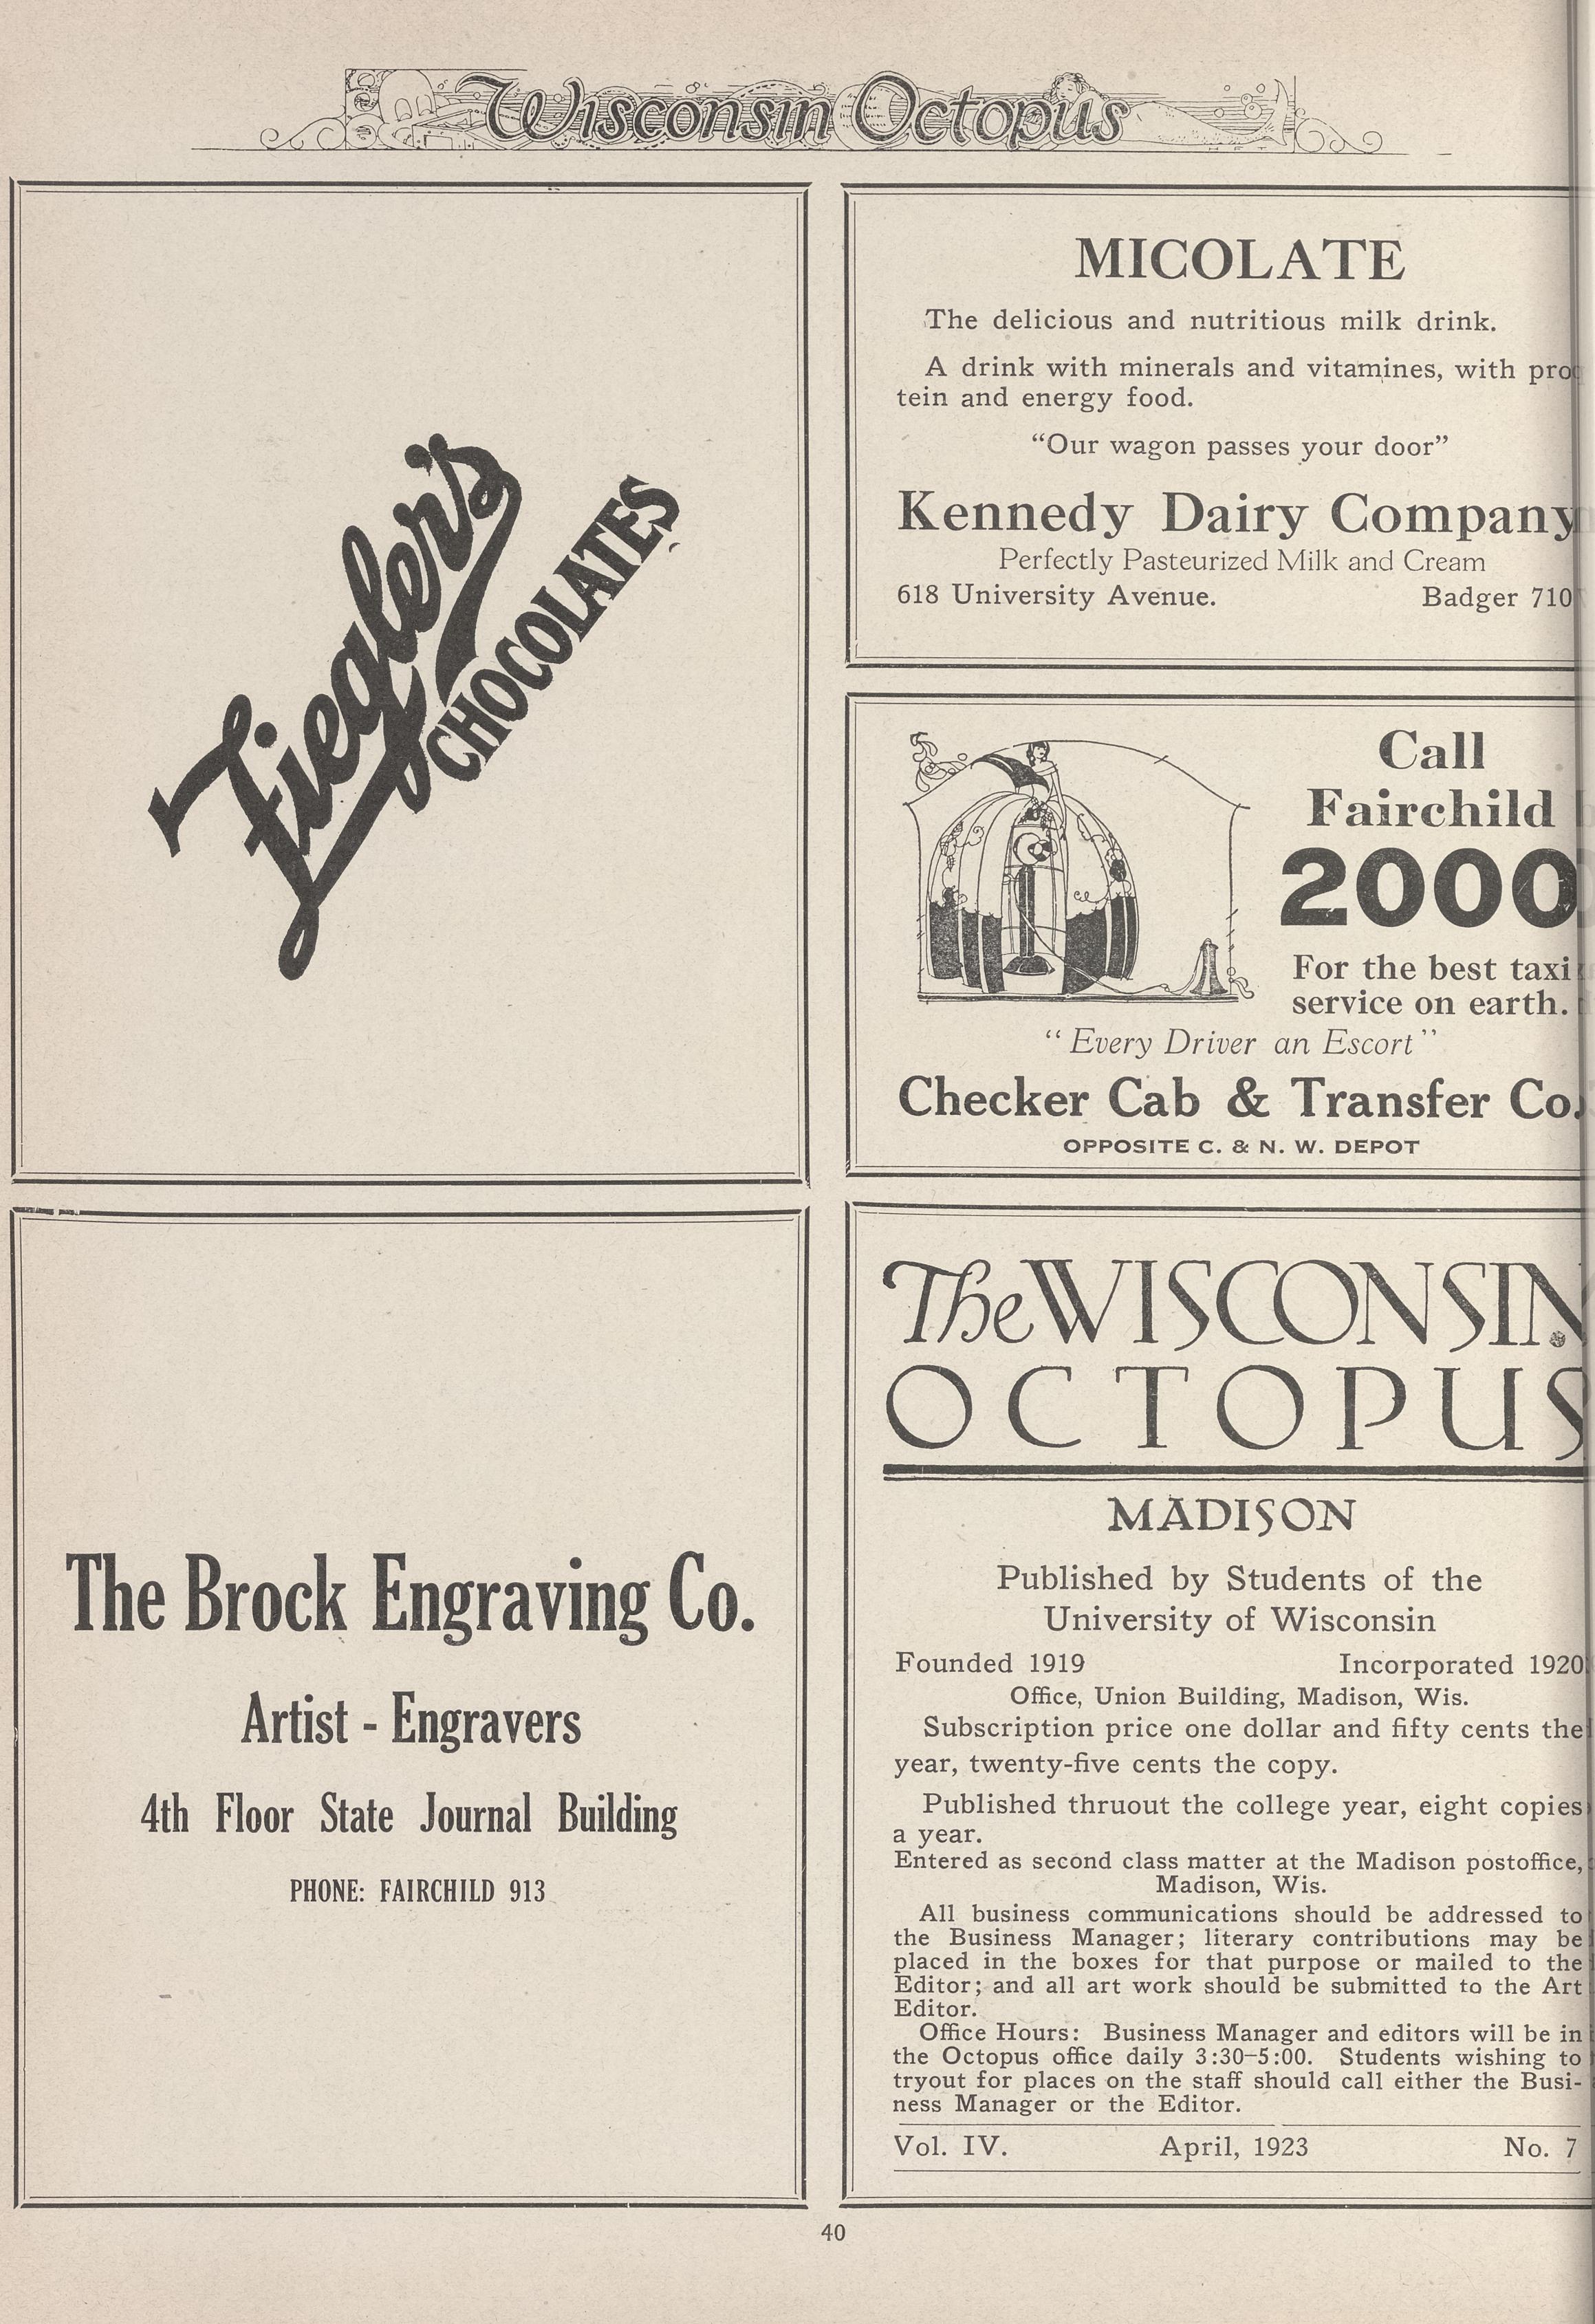 Wisconsin Octopus
Ziegler's
CHOCOLATES
The Brock Engraving Co.
Artist - Engravers
4th Floor State Journal Building
PHONE: FAIRCHILD 913
MICOLATE
The delicious and nutritious milk drink.
A drink with minerals and vitamines, with pro-
tein and energy food.
“Our wagon passes your door”
Kennedy Dairy Company
Perfectly Pasteurized Milk and Cream
618 University Avenue. Badger 710
Call
Fairchild
2000
For the best taxi
service on earth.
“Every Driver an Escort”
Checker Cab & Transfer Co.
OPPOSITE C. & N. W. DEPOT
The WISCONSIN
OCTOPUS
MADISON
Published by Students of the
University of Wisconsin
Founded 1919 Incorporated 1920
Office, Union Building, Madison, Wis.
Subscription price one dollar and fifty cents the
year, twenty-five cents the copy.
Published thruout the college year, eight copies
a year.
Entered as second class matter at the Madison postoffice,
Madison, Wis.
All business communications should be addressed to
the Business Manager; literary contributions may be
placed in the boxes for that purpose or mailed to the
Editor; and all art work should be submitted to the Art
Editor.
Office Hours: Business Manager and editors will be in
the Octopus office daily 3:30–5:00. Students wishing to
tryout for places on the staff should call either the Busi-
ness Manager or the Editor.
Vol. IV. April, 1923 No. 7
40